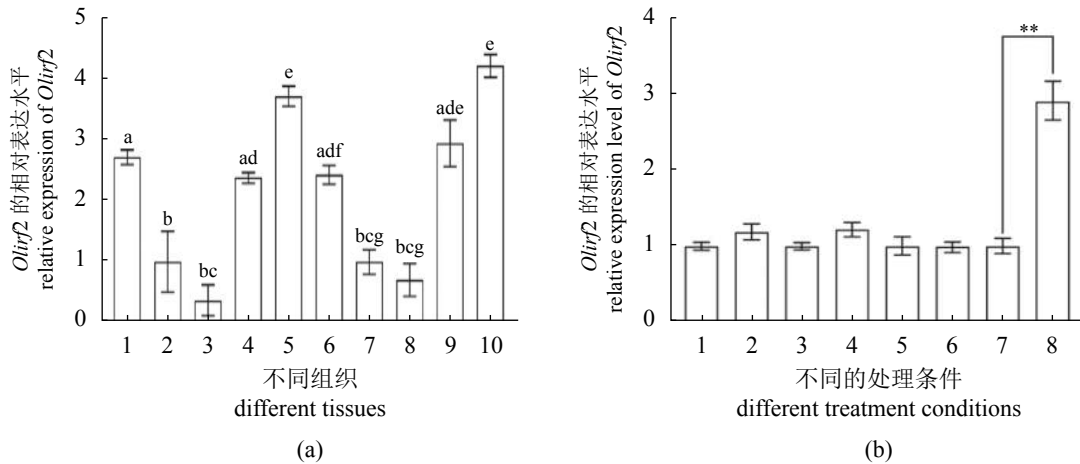 Olirf2 的相对表达水平
relative expression of Olirf2
5
4
3
2
1
0
a
b
bc
ad
e
adf
bcg
bcg
ade
e
1 2 3 4 5 6 7 8 9 10
不同组织
different tissues
(a)
Olirf2 的相对表达水平
relative expression level of Olirf2
4
3
2
1
0
**
1 2 3 4 5 6 7 8
不同的处理条件
different treatment conditions
(b)